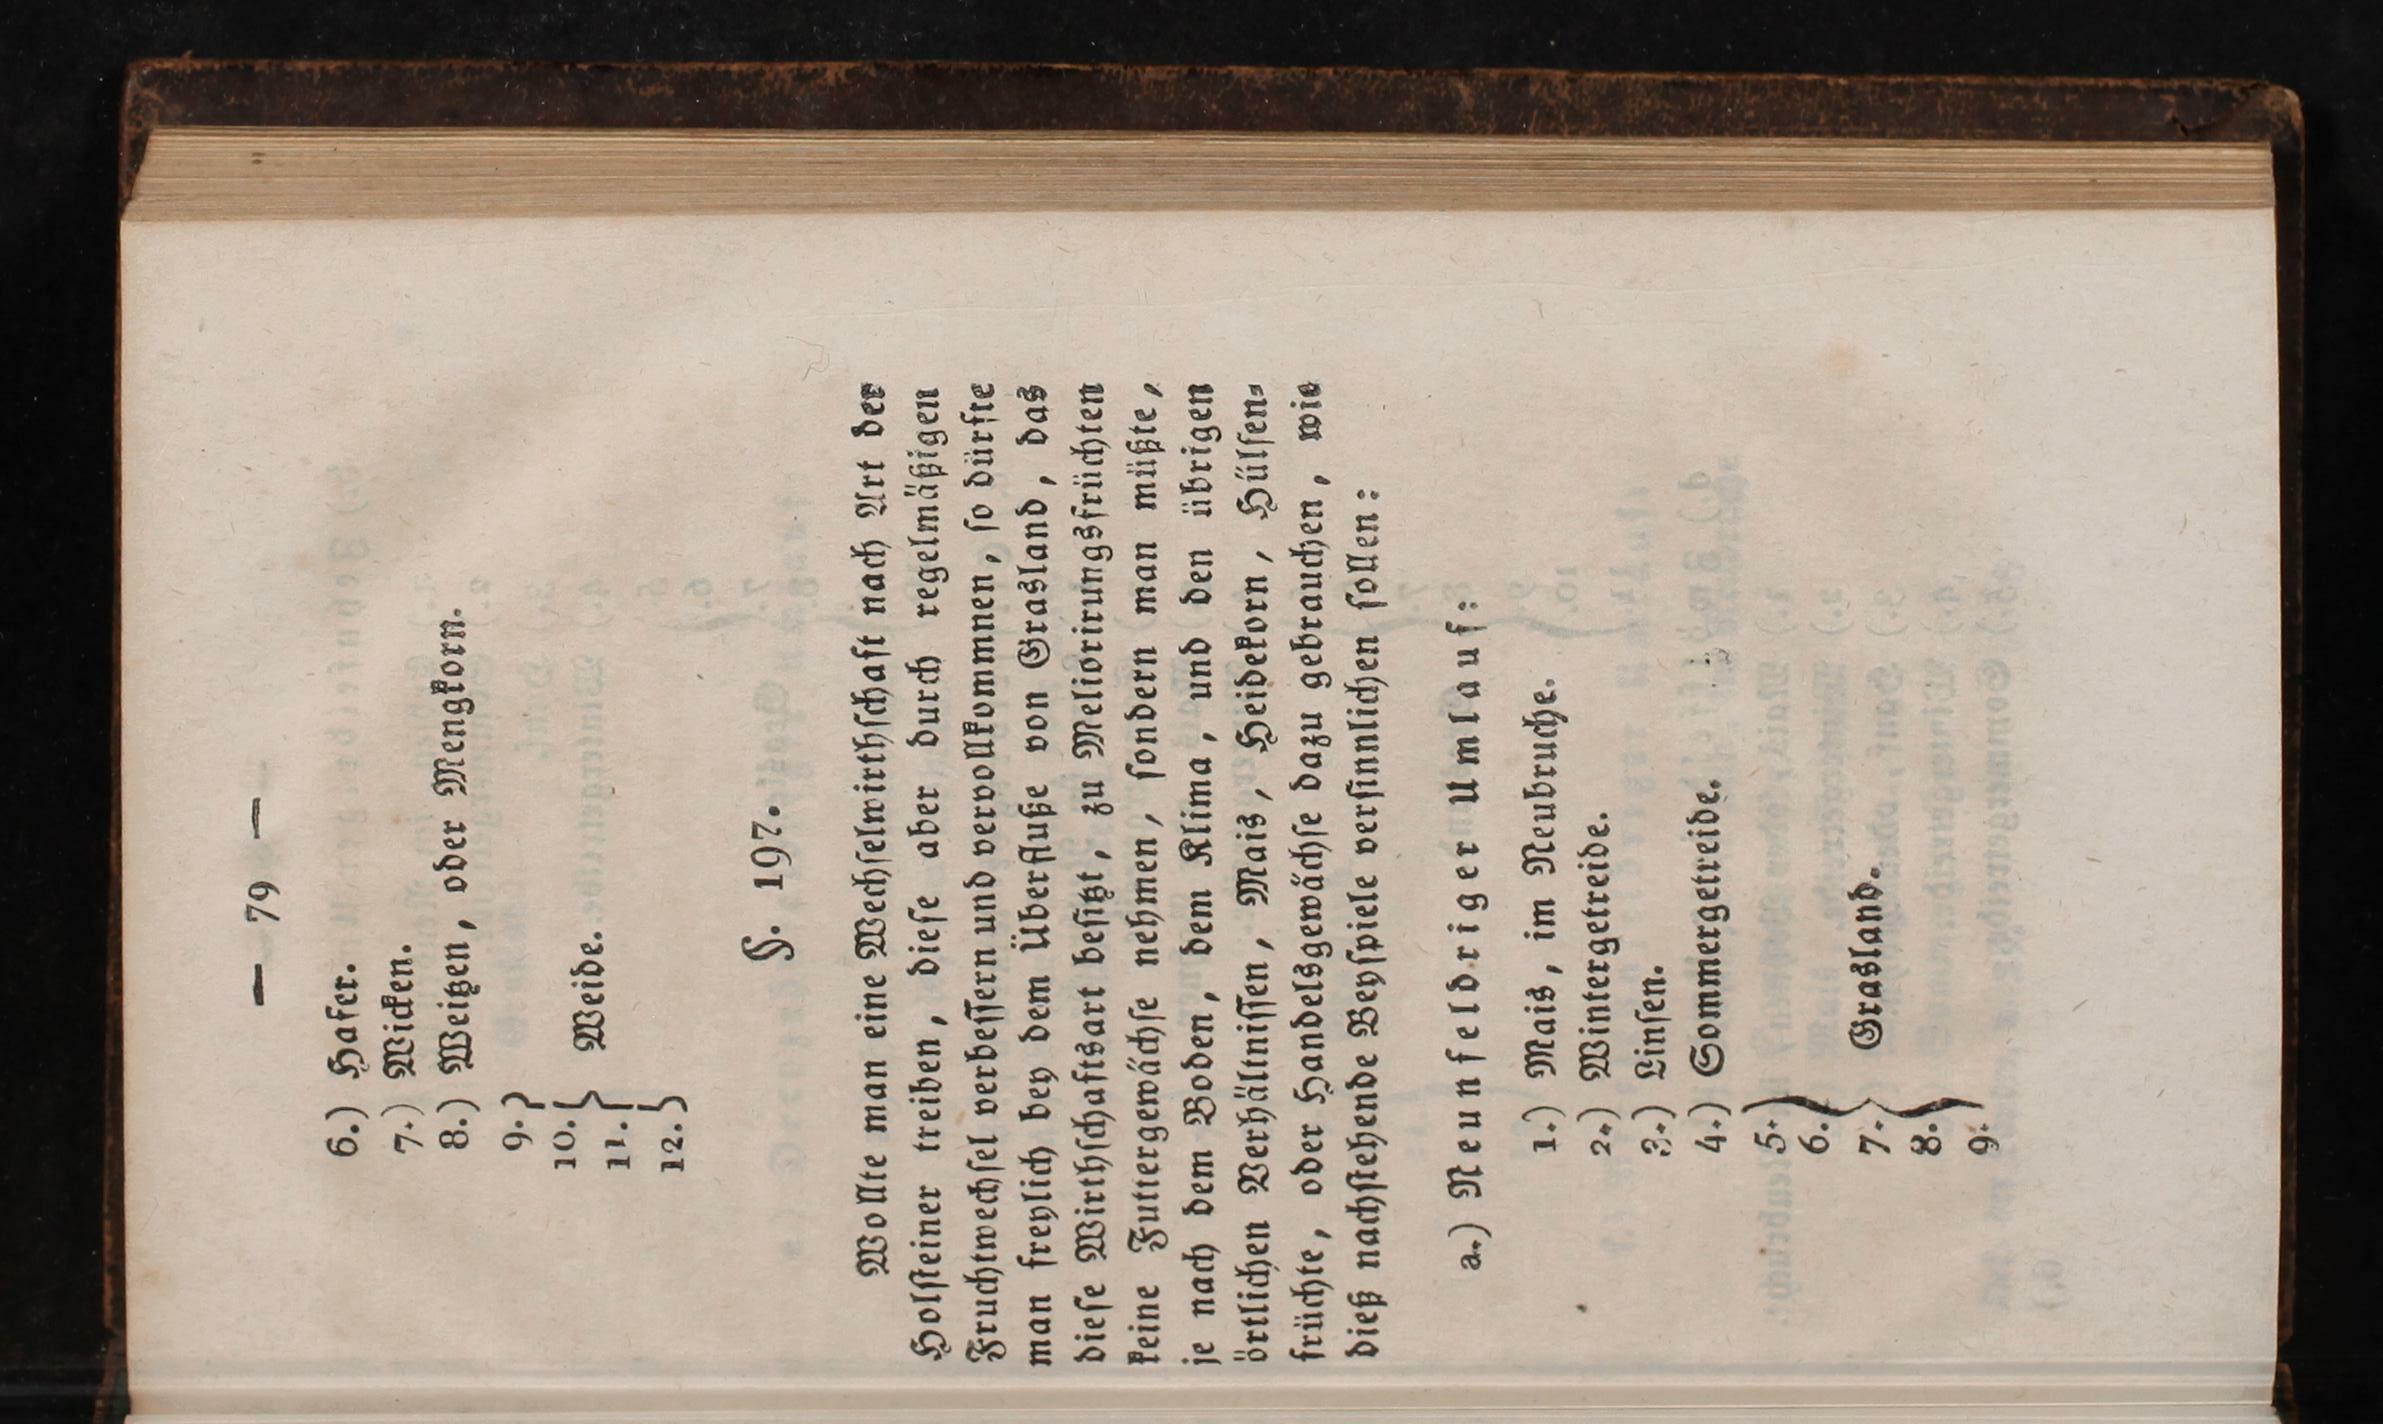 — 79 —
6.) Hafer.
7.) Wicken.
8.) Weitzen, oder Mengkorn.
9.
10.
11.
12.
Weide.
§. 197.
Wollte man eine Wechselwirthschaft nach Art der
Holsteiner treiben, diese aber durch regelmäßigen
Fruchtwechsel verbessern und vervollkommnen, so dürfte
man freylich bey dem Überfluße von Grasland, das
diese Wirthschaftsart besitzt, zu Meliorirungsfrüchten
keine Futtergewächse nehmen, sondern man müßte,
je nach dem Boden, dem Klima, und den übrigen
örtlichen Verhältnissen, Mais, Heidekorn, Hülsen-
früchte, oder Handelsgewächse dazu gebrauchen, wie
dieß nachstehende Beyspiele versinnlichen sollen:
a.) Neunfeldriger Umlauf:
1.) Mais, im Neubruche.
2.) Wintergetreide.
3.) Linsen.
4.) Sommergetreide.
5.
6.
7.
8.
9.
Grasland.